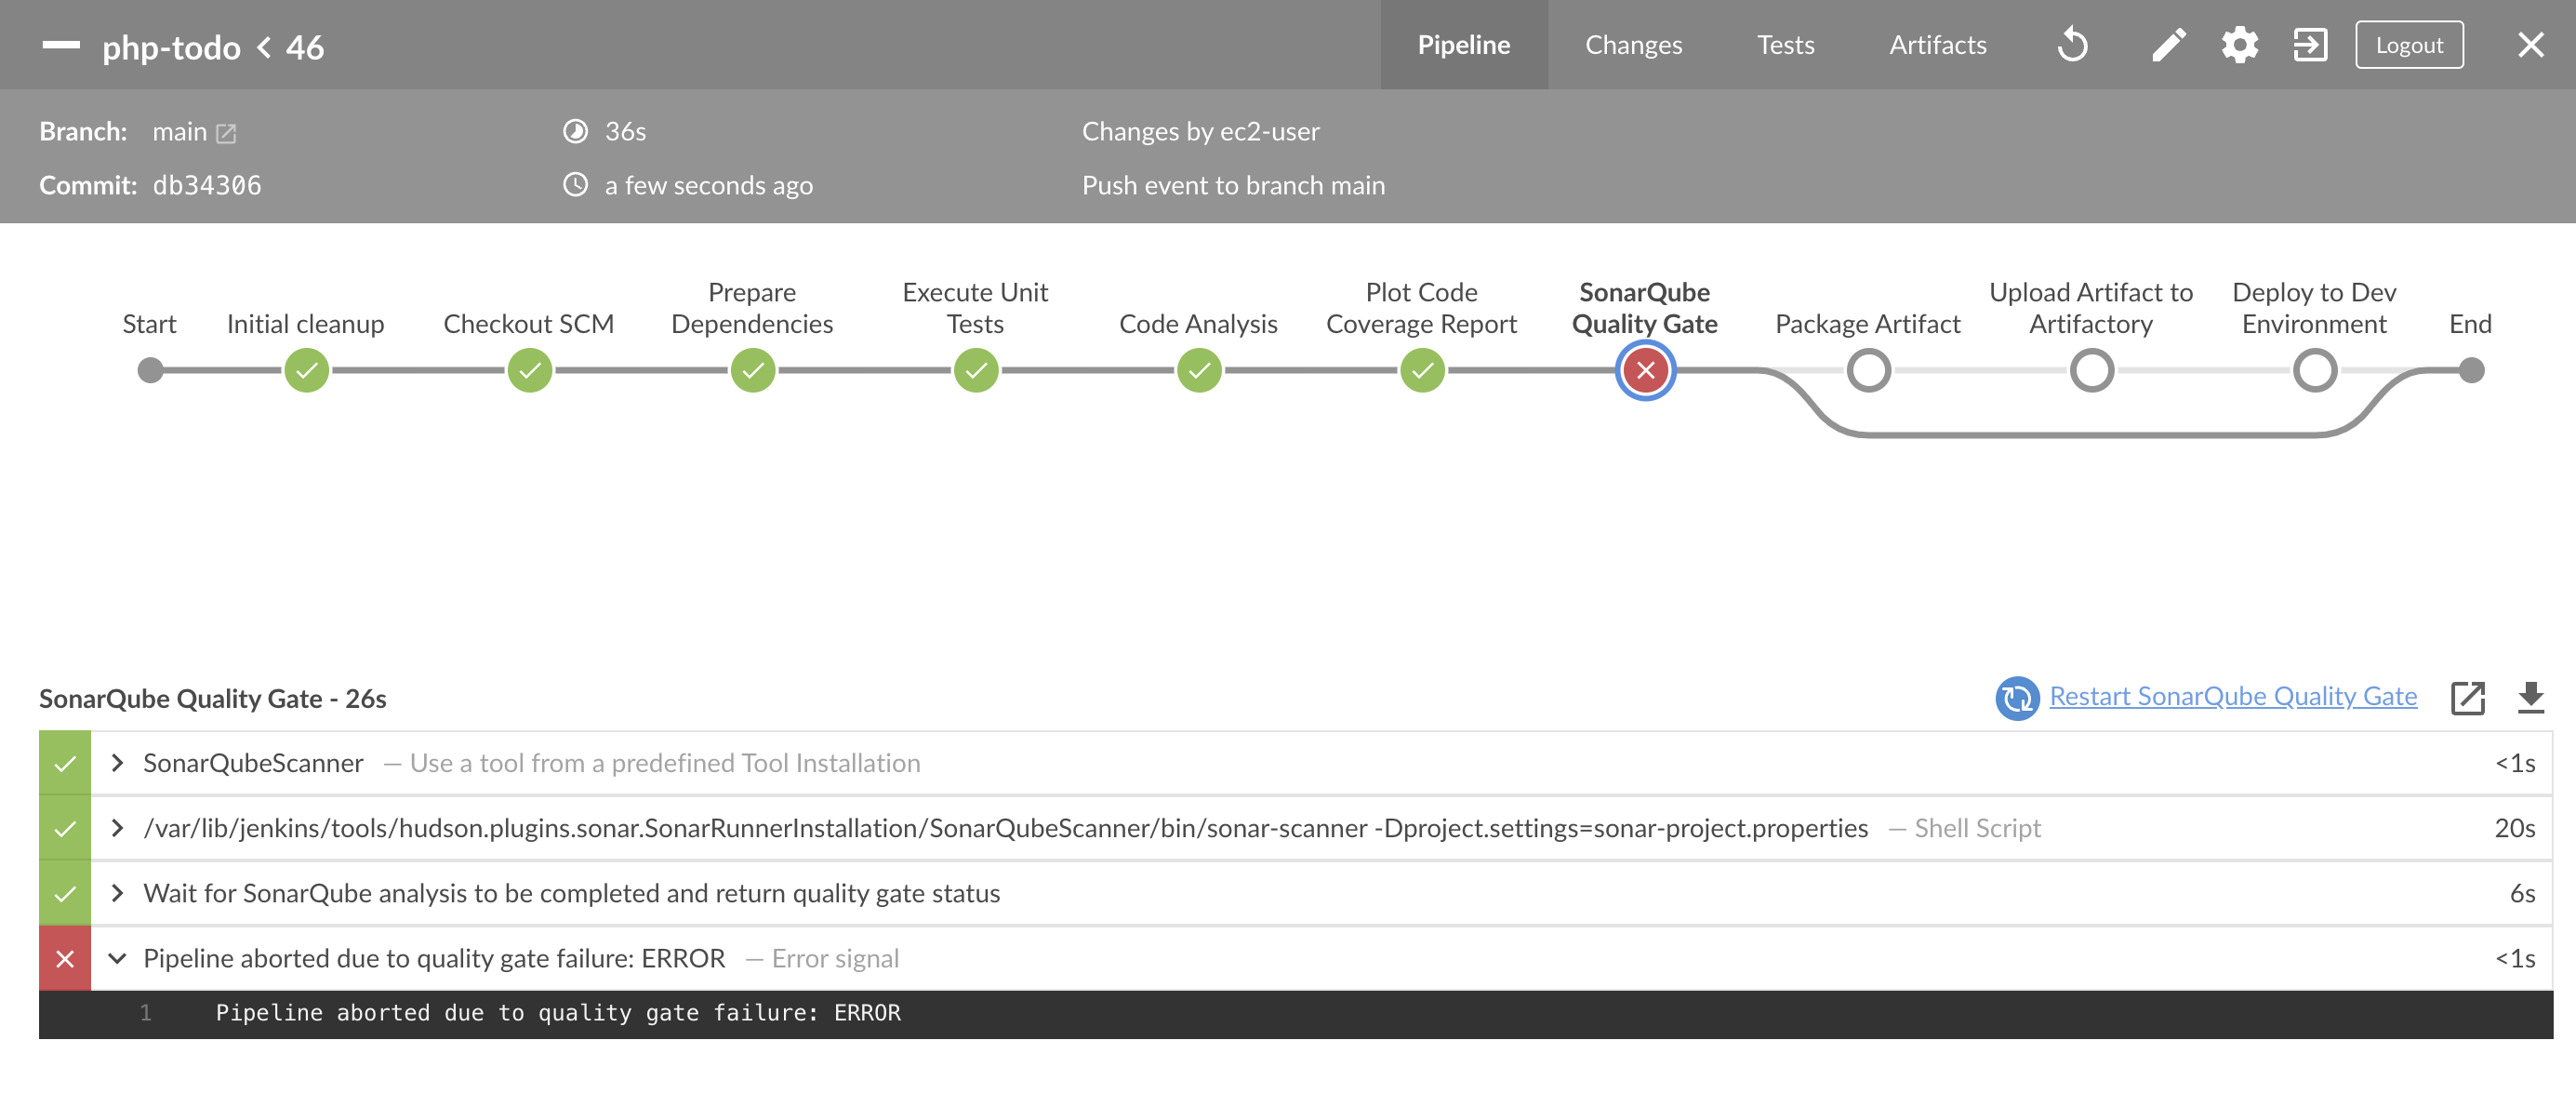 php-todo < 46
Pipeline Changes Tests Artifacts Logout
Branch: main 36s Changes by ec2-user
Commit: db34306 a few seconds ago Push event to branch main
Start
Initial cleanup
Checkout SCM
Prepare
Dependencies
Execute Unit
Tests
Code Analysis
Plot Code
Coverage Report
SonarQube
Quality Gate
Package Artifact
Upload Artifact to
Artifactory
Deploy to Dev
Environment
End
SonarQube Quality Gate - 26s Restart SonarQube Quality Gate
SonarQubeScanner — Use a tool from a predefined Tool Installation <1s
/var/lib/jenkins/tools/hudson.plugins.sonar.SonarRunnerInstallation/SonarQubeScanner/bin/sonar-scanner -Dproject.settings=sonar-project.properties — Shell Script 20s
Wait for SonarQube analysis to be completed and return quality gate status 6s
Pipeline aborted due to quality gate failure: ERROR — Error signal <1s
1 Pipeline aborted due to quality gate failure: ERROR